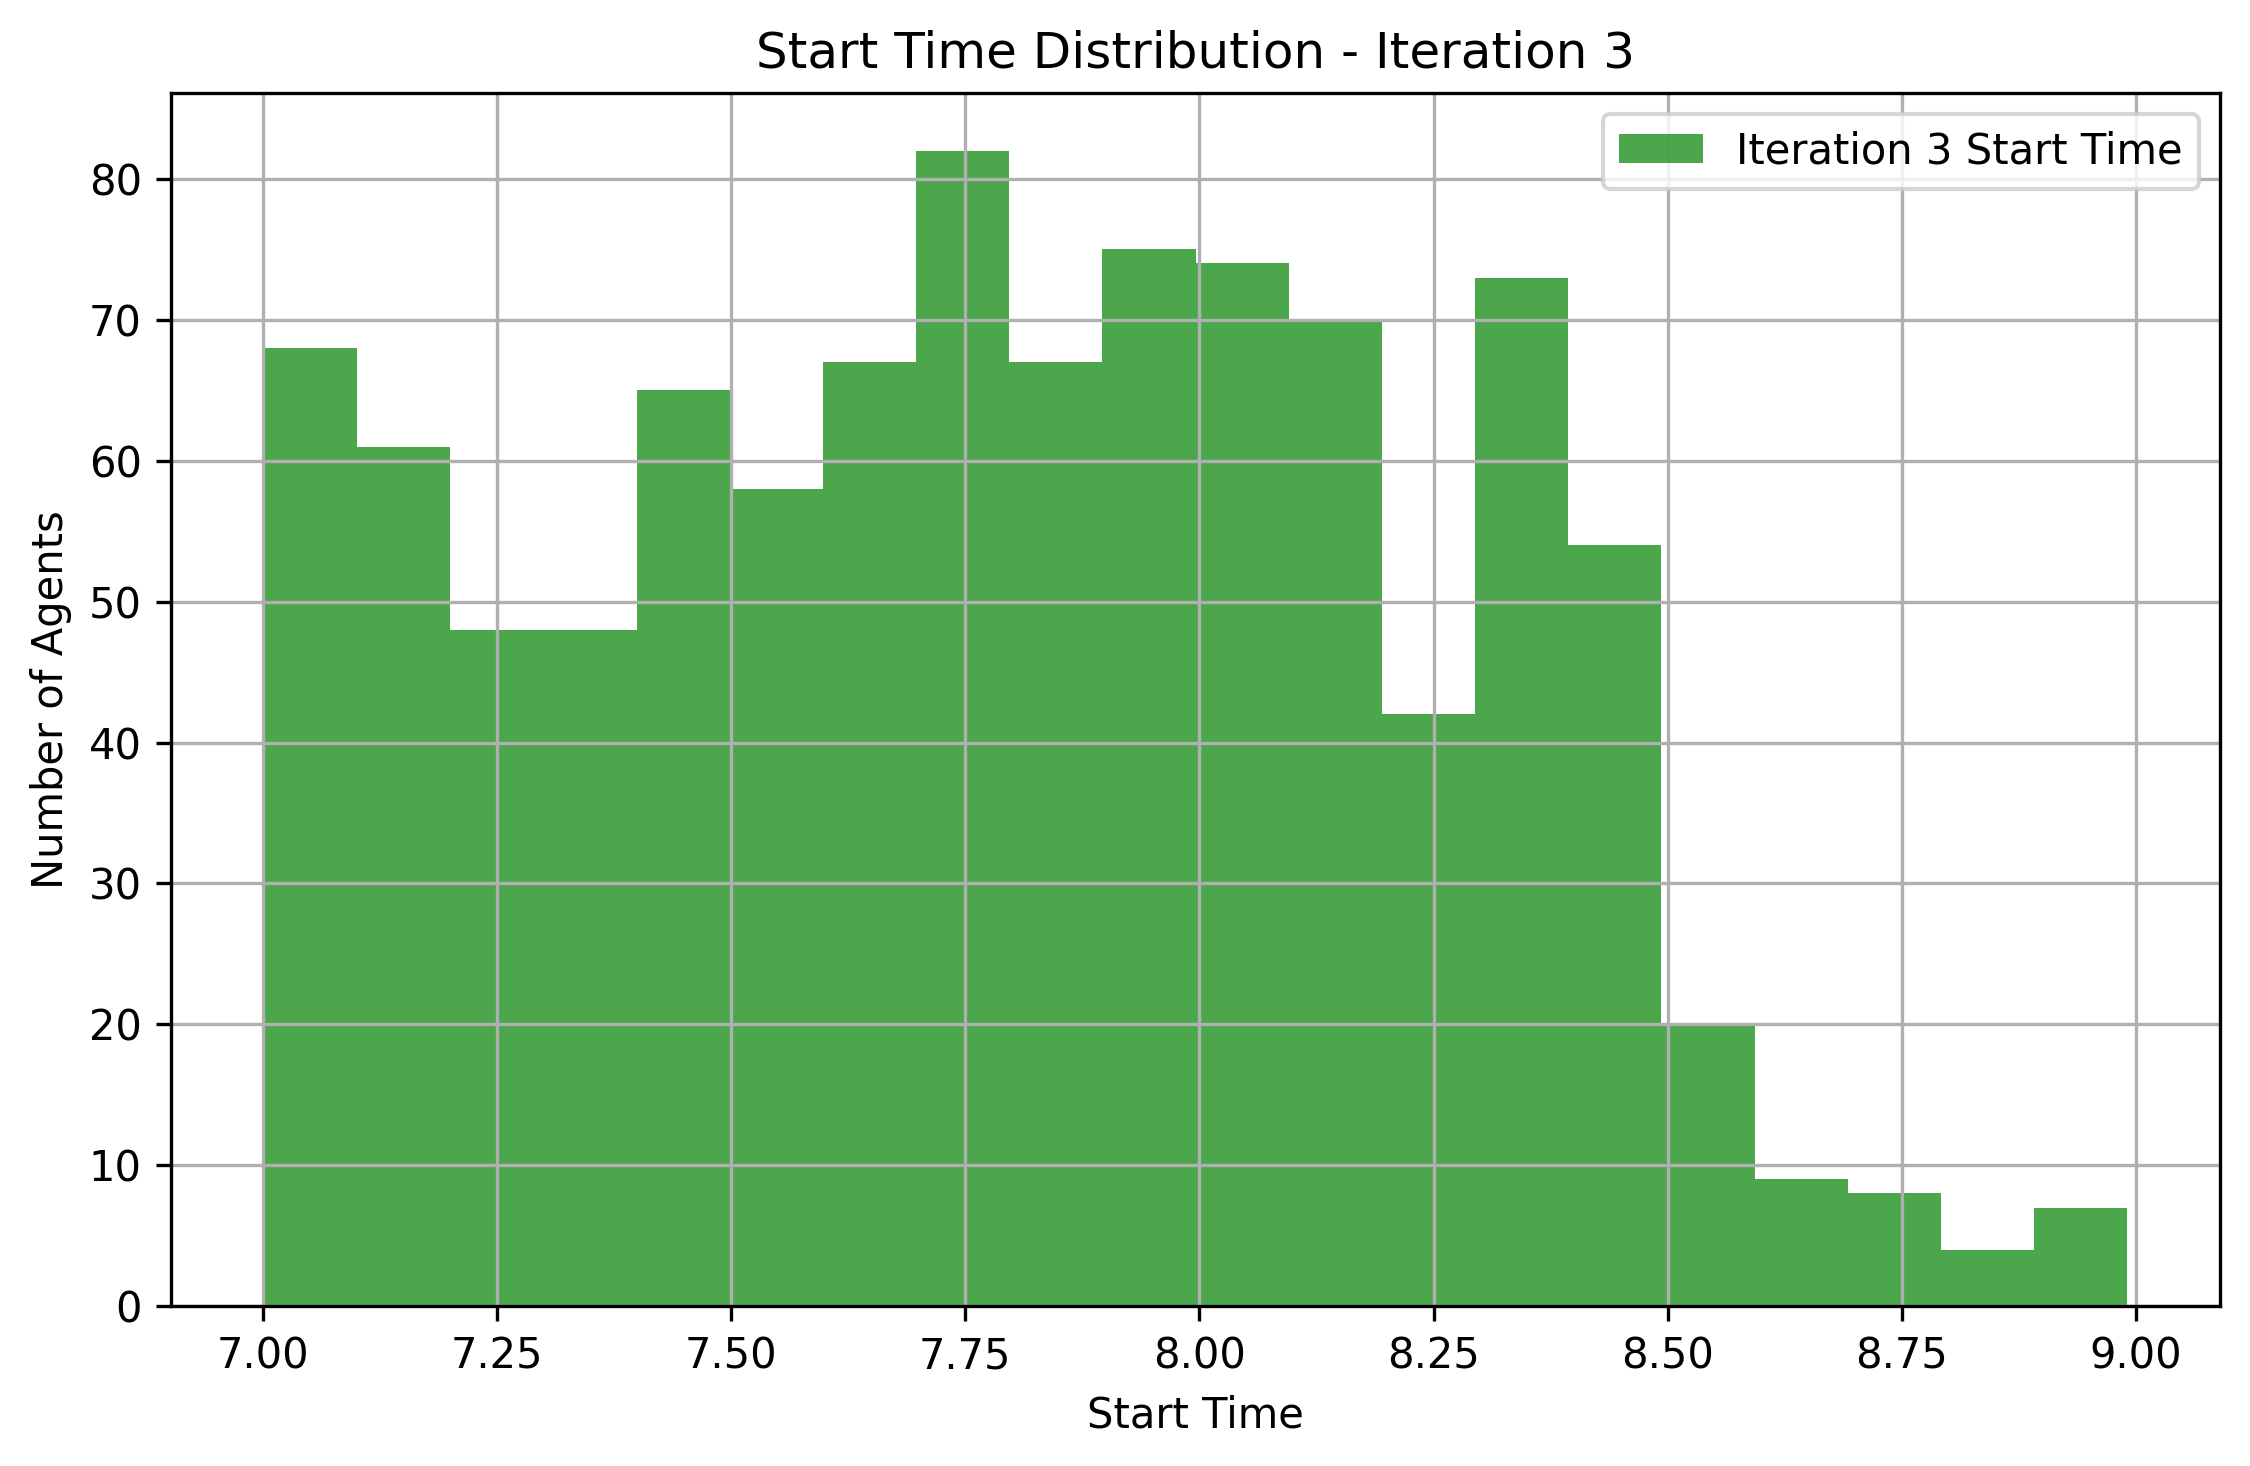 Start Time Distribution - Iteration 3
Iteration 3 Start Time
Number of Agents
80
70
60
50
40
30
20
10
0
7.00 7.25 7.50 7.75 8.00 8.25 8.50 8.75 9.00
Start Time